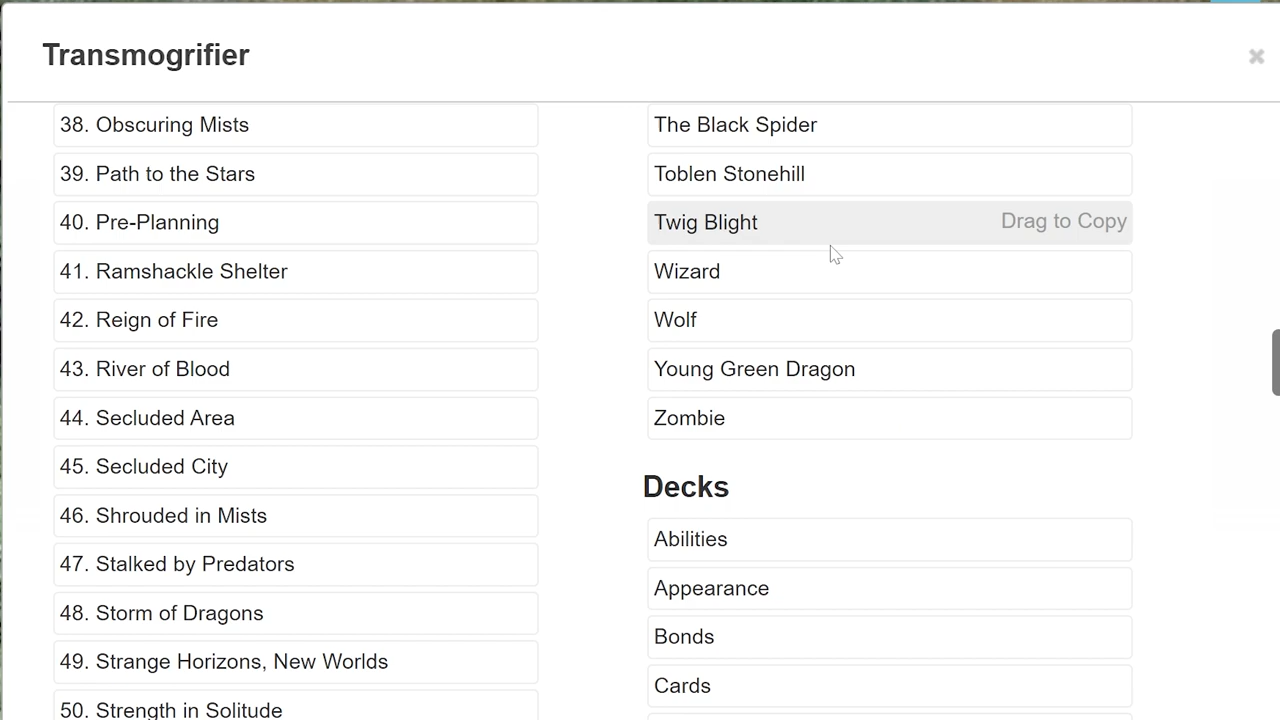 Transmogrifier
38. Obscuring Mists
39. Path to the Stars
40. Pre-Planning
41. Ramshackle Shelter
42. Reign of Fire
43. River of Blood
44. Secluded Area
45. Secluded City
46. Shrouded in Mists
47. Stalked by Predators
48. Storm of Dragons
49. Strange Horizons, New Worlds
50. Strength in Solitude
The Black Spider
Toblen Stonehill
Twig Blight Drag to Copy
Wizard
Wolf
Young Green Dragon
Zombie
Decks
Abilities
Appearance
Bonds
Cards